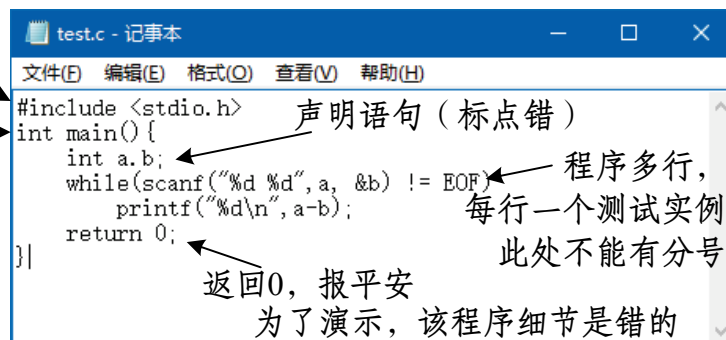 test.c - 记事本
文件(F) 编辑(E) 格式(O) 查看(V) 帮助(H)
#include <stdio.h>
声明语句（标点错）
int main(){
int a.b;
程序多行，
while(scanf("%d %d",a, &b) != EOF)
printf("%d\n",a-b);
每行一个测试实例
return 0;
此处不能有分号
}
返回0，报平安
为了演示，该程序细节是错的